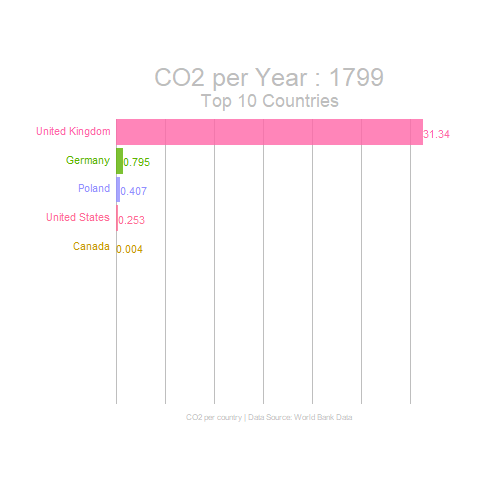 CO2 per Year : 1799
Top 10 Countries
United Kingdom 31.34
Germany 0.795
Poland 0.407
United States 0.253
Canada 0.004
CO2 per country | Data Source: World Bank Data